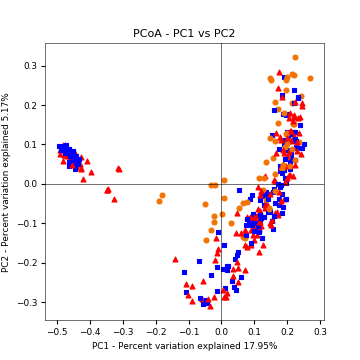 PCoA - PC1 vs PC2
PC2 - Percent variation explained 5.17%
0.3
0.2
0.1
0.0
−0.1
−0.2
−0.3
−0.5 −0.4 −0.3 −0.2 −0.1 0.0 0.1 0.2 0.3
PC1 - Percent variation explained 17.95%